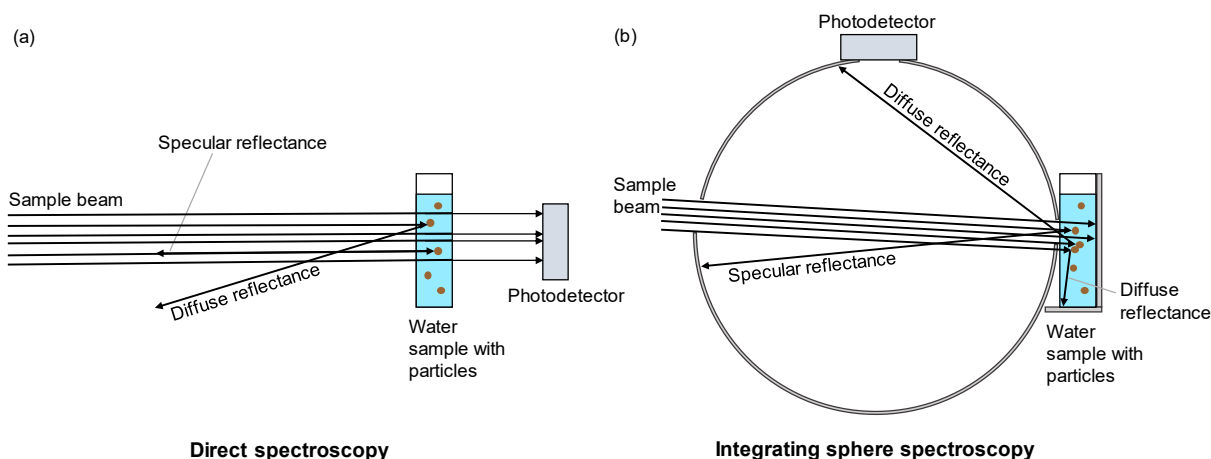 (a)
Specular reflectance
Sample beam
Diffuse reflectance
Photodetector
Water
sample with
particles
Direct spectroscopy
(b)
Photodetector
Diffuse reflectance
Sample
beam
Specular reflectance
Diffuse
reflectance
Water
sample with
particles
Integrating sphere spectroscopy